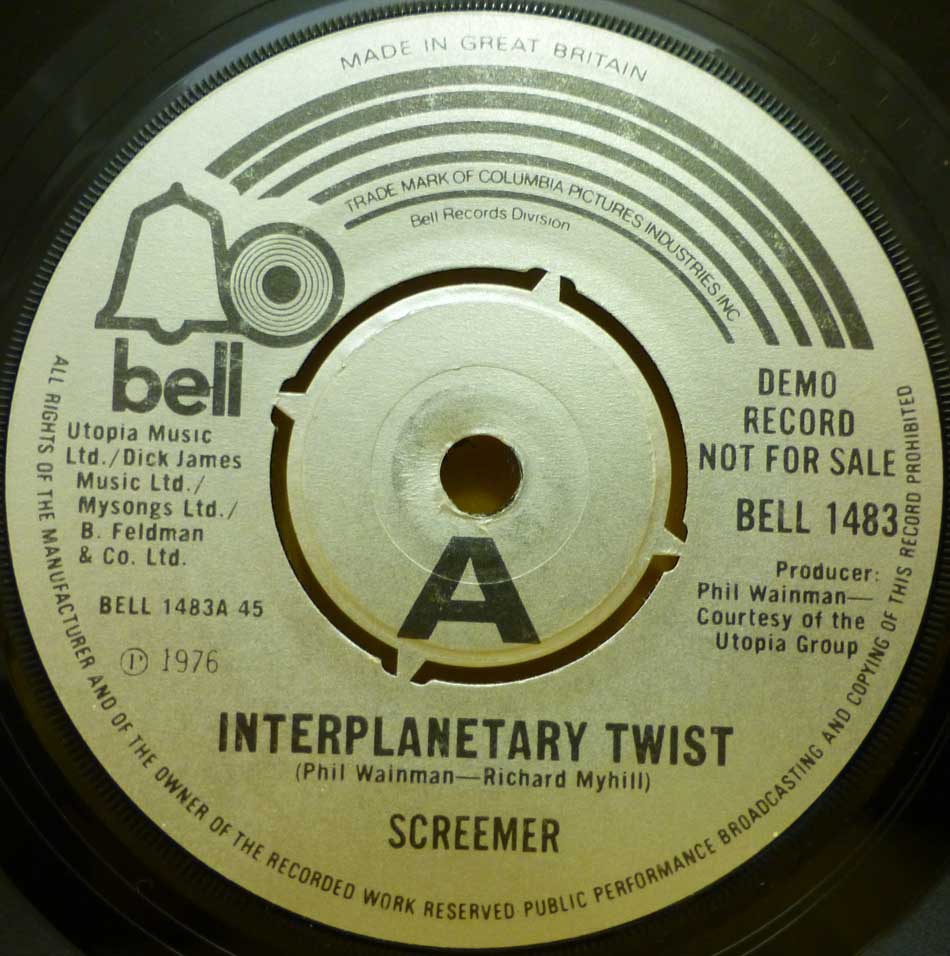 MADE IN GREAT BRITAIN
TRADE MARK OF COLUMBIA PICTURES INDUSTRIES INC
Bell Records Division
bell
Utopia Music
Ltd./Dick James
Music Ltd./
Mysongs Ltd./
B. Feldman
& Co. Ltd.
BELL 1483A 45
Ⓟ 1976
DEMO
RECORD
NOT FOR SALE
BELL 1483
Producer:
Phil Wainman—
Courtesy of the
Utopia Group
A
INTERPLANETARY TWIST
(Phil Wainman—Richard Myhill)
SCREEMER
ALL RIGHTS OF THE MANUFACTURER AND OF THE OWNER OF THE RECORDED WORK RESERVED PUBLIC PERFORMANCE BROADCASTING AND COPYING OF THIS RECORD PROHIBITED